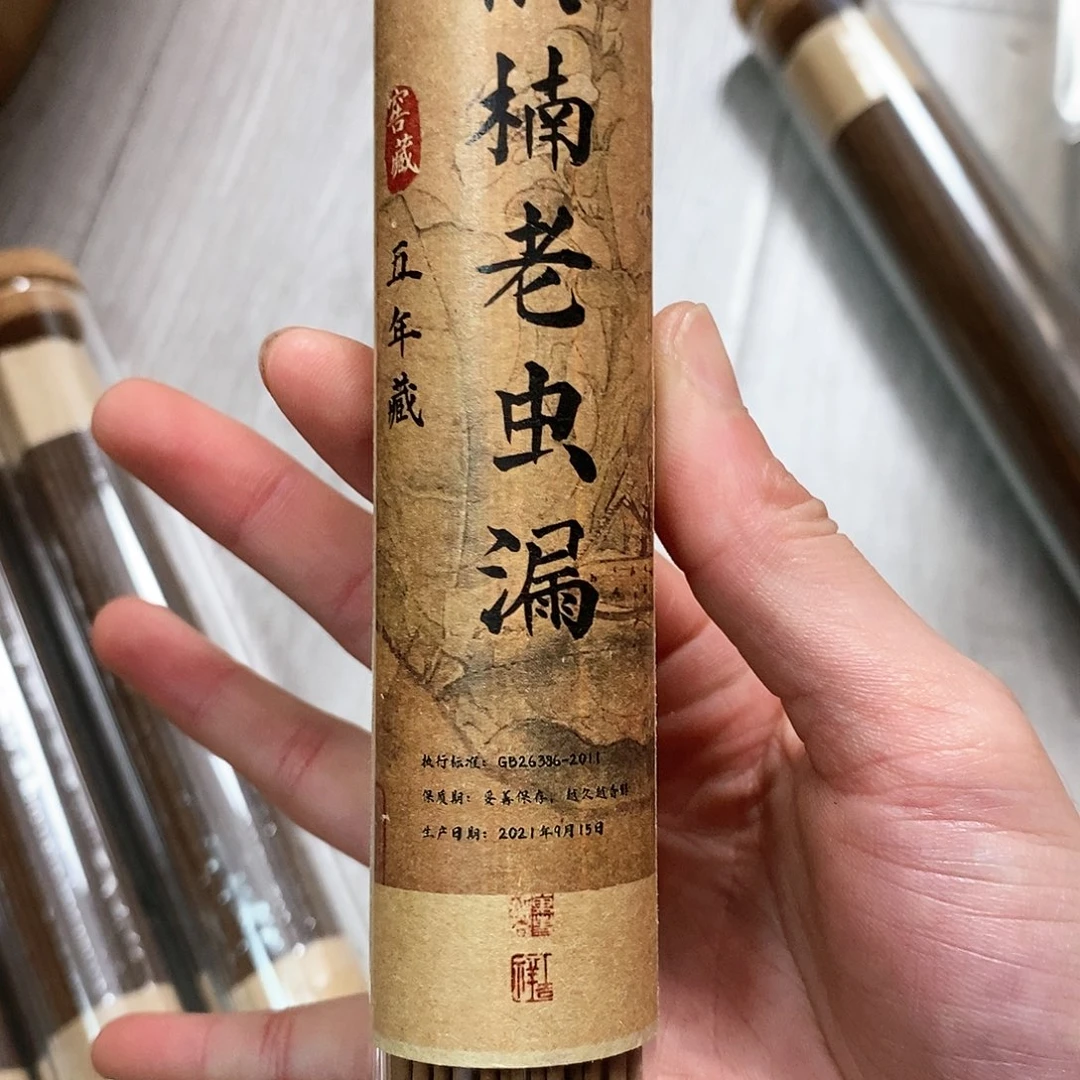 楠老虫漏
窖藏
五年藏
执行标准：GB26386-2011
保质期：妥善保存，越久越香醇
生产日期：2021年9月15日